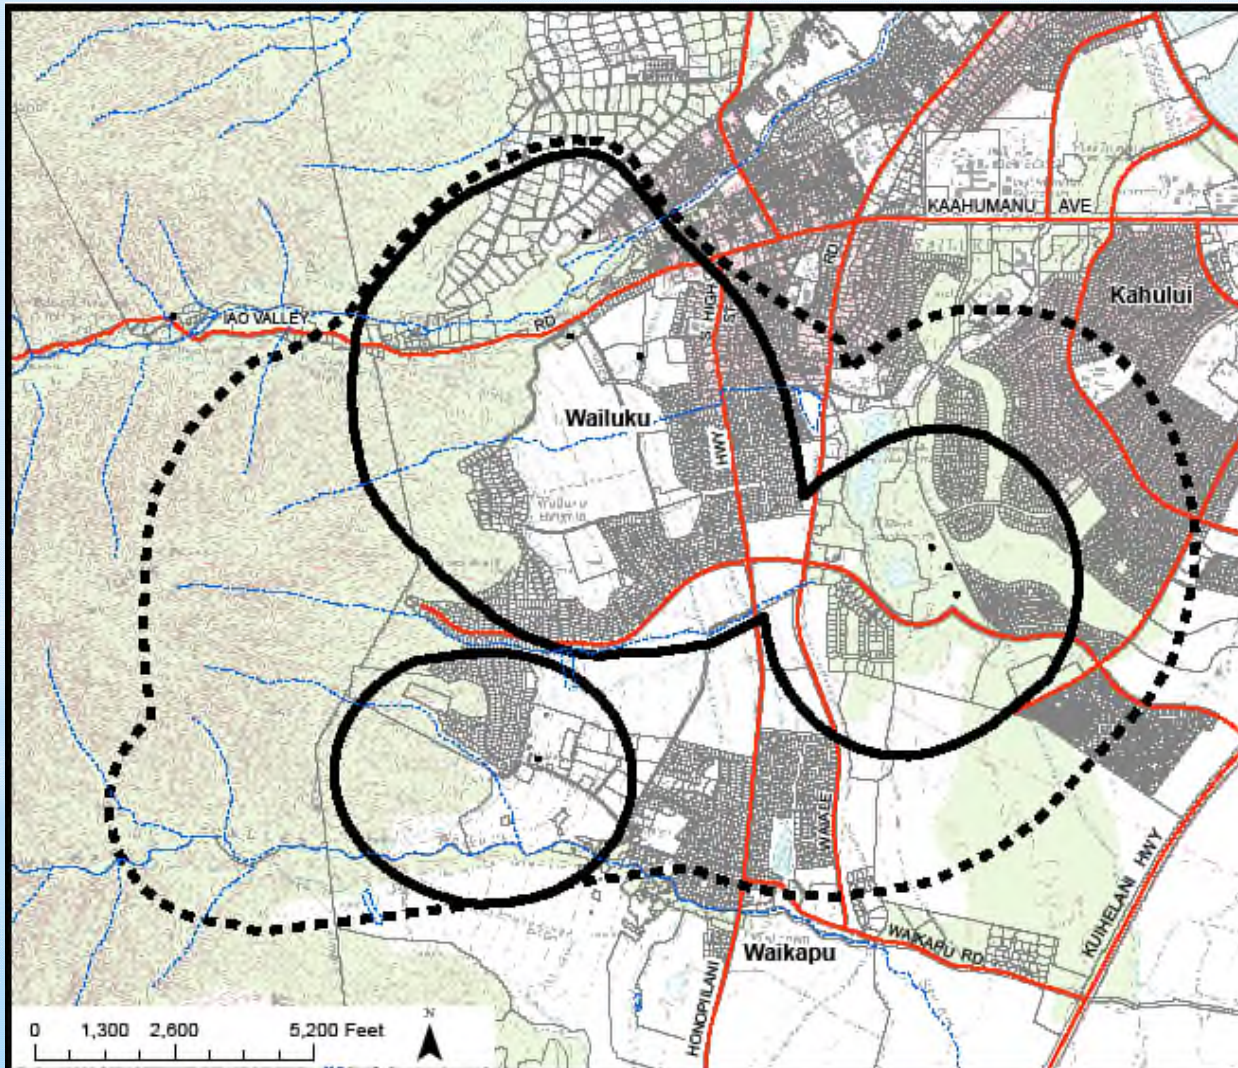 KAAHUMANU AVE
RD
Kahului
HIGH
ST
IAO VALLEY
RD
Wailuku
HWY
WAIALE
HWY
KUIHELANI
WAIKAPU RD
Waikapu
HONOPIILANI
N
0 1,300 2,600 5,200 Feet